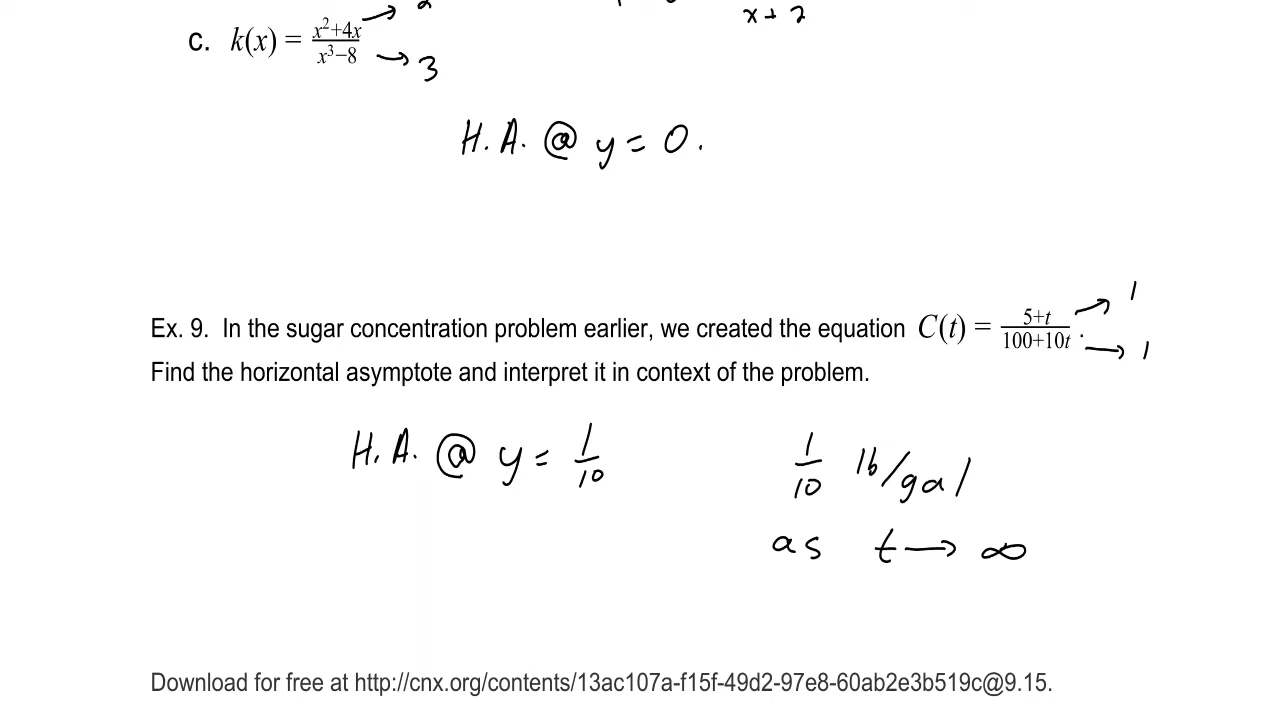 x + 2
c. k(x) = x²+4x / x³−8 → 2 → 3
H.A. @ y = 0.
Ex. 9. In the sugar concentration problem earlier, we created the equation C(t) = 5+t / 100+10t . → 1 → 1
Find the horizontal asymptote and interpret it in context of the problem.
H.A. @ y = 1/10
1/10 lb/gal
as t → ∞
Download for free at http://cnx.org/contents/13ac107a-f15f-49d2-97e8-60ab2e3b519c@9.15.